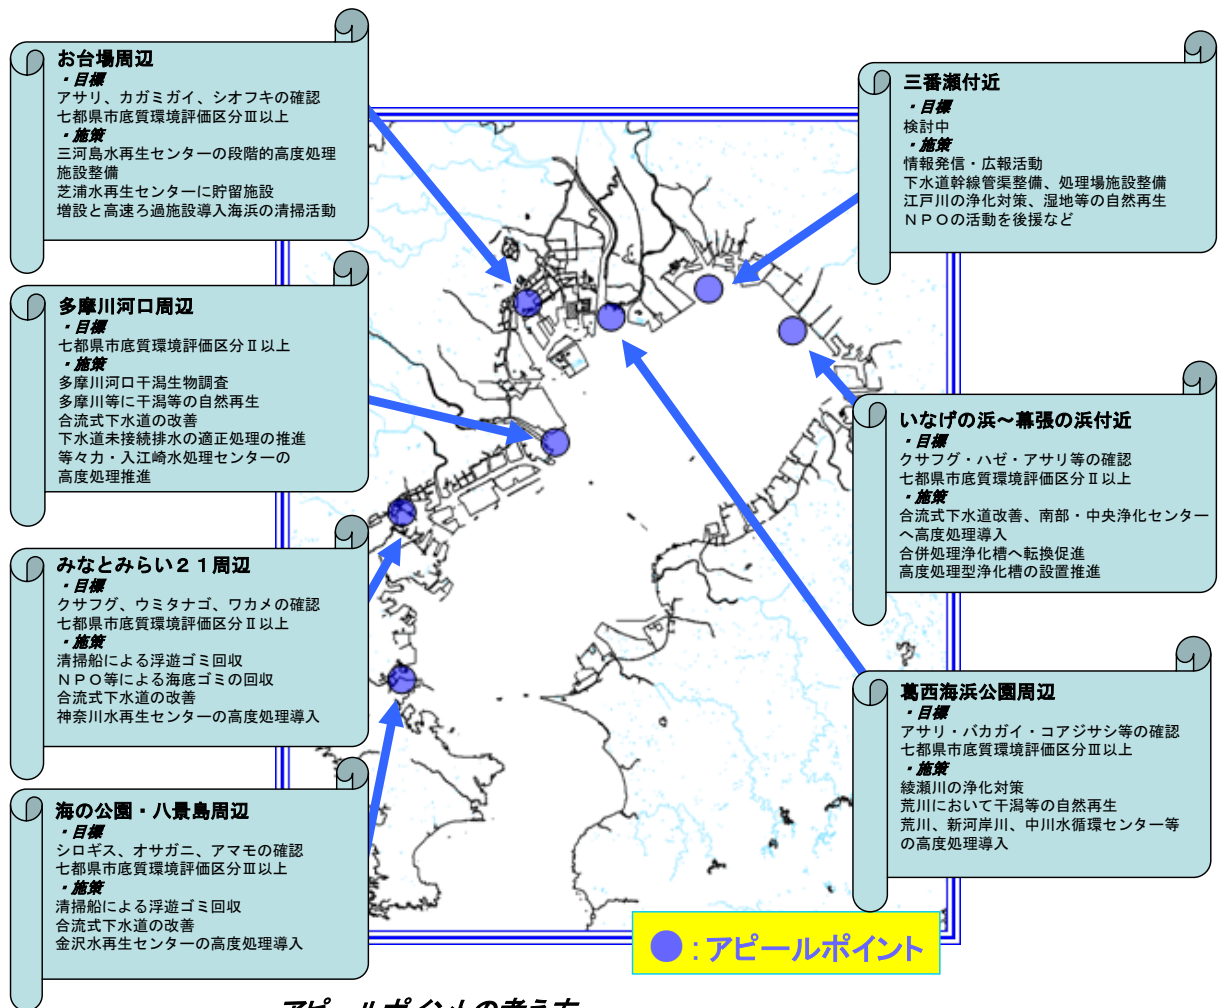 お台場周辺
・目標
アサリ、カガミガイ、シオフキの確認
七都県市底質環境評価区分Ⅲ以上
・施策
三河島水再生センターの段階的高度処理
施設整備
芝浦水再生センターに貯留施設
増設と高速ろ過施設導入海浜の清掃活動
多摩川河口周辺
・目標
七都県市底質環境評価区分Ⅱ以上
・施策
多摩川河口干潟生物調査
多摩川等に干潟等の自然再生
合流式下水道の改善
下水道未接続排水の適正処理の推進
等々力・入江崎水処理センターの
高度処理推進
みなとみらい２１周辺
・目標
クサフグ、ウミタナゴ、ワカメの確認
七都県市底質環境評価区分Ⅱ以上
・施策
清掃船による浮遊ゴミ回収
ＮＰＯ等による海底ゴミの回収
合流式下水道の改善
神奈川水再生センターの高度処理導入
海の公園・八景島周辺
・目標
シロギス、オサガニ、アマモの確認
七都県市底質環境評価区分Ⅲ以上
・施策
清掃船による浮遊ゴミ回収
合流式下水道の改善
金沢水再生センターの高度処理導入
三番瀬付近
・目標
検討中
・施策
情報発信・広報活動
下水道幹線管渠整備、処理場施設整備
江戸川の浄化対策、湿地等の自然再生
ＮＰＯの活動を後援など
いなげの浜～幕張の浜付近
・目標
クサフグ・ハゼ・アサリ等の確認
七都県市底質環境評価区分Ⅱ以上
・施策
合流式下水道改善、南部・中央浄化センター
へ高度処理導入
合併処理浄化槽へ転換促進
高度処理型浄化槽の設置推進
葛西海浜公園周辺
・目標
アサリ・バカガイ・コアジサシ等の確認
七都県市底質環境評価区分Ⅲ以上
・施策
綾瀬川の浄化対策
荒川において干潟等の自然再生
荒川、新河岸川、中川水循環センター等
の高度処理導入
：アピールポイント
アピールポイントの考え方